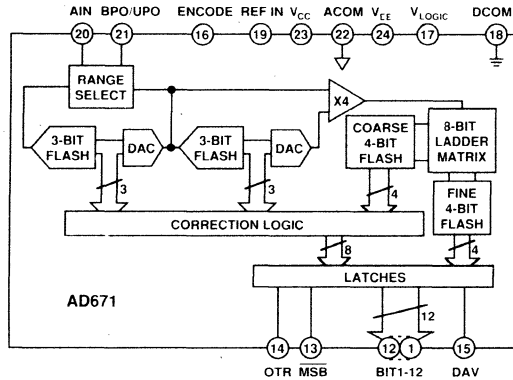 AIN BPO/UPO ENCODE REF IN VCC ACOM VEE VLOGIC DCOM
20 21 16 19 23 22 24 17 18
RANGE
SELECT
X4
3-BIT
FLASH
DAC
3-BIT
FLASH
DAC
COARSE
4-BIT
FLASH
8-BIT
LADDER
MATRIX
FINE
4-BIT
FLASH
3
3
4
CORRECTION LOGIC
8
4
LATCHES
AD671
12
14 13 12 1 15
OTR MSB BIT1-12 DAV